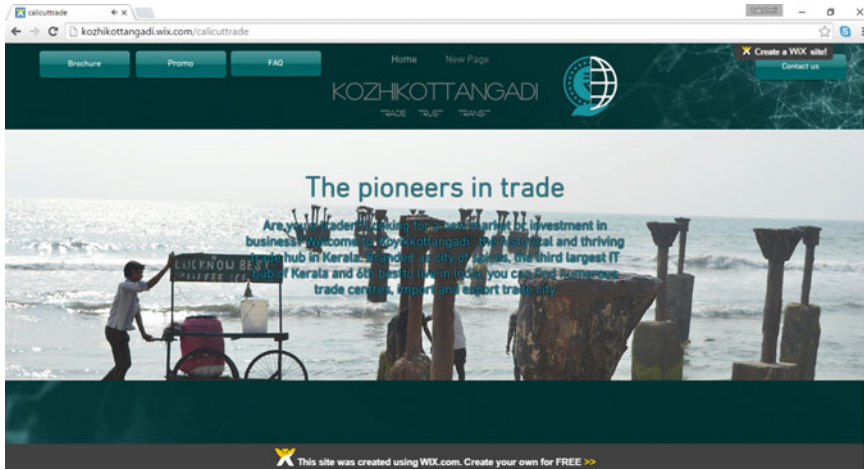 calicuttrade
kozhikottangadi.wix.com/calicuttrade
Create a WiX site!
Brochure
Promo
FAQ
Home
New Page
Contact us
KOZHIKOTTANGADI
TRADE TRUST TRANSIT
The pioneers in trade
Are you a trader? Looking for a new market or investment in
business? Welcome to Koyikkottangadi, the historical and thriving
trade hub in Kerala. Branded as city of spices, the third largest IT
hub of Kerala and 6th best to live in India, you can find numerous
trade centres, import and export trade city
LUCKNOW BES
This site was created using WIX.com. Create your own for FREE >>